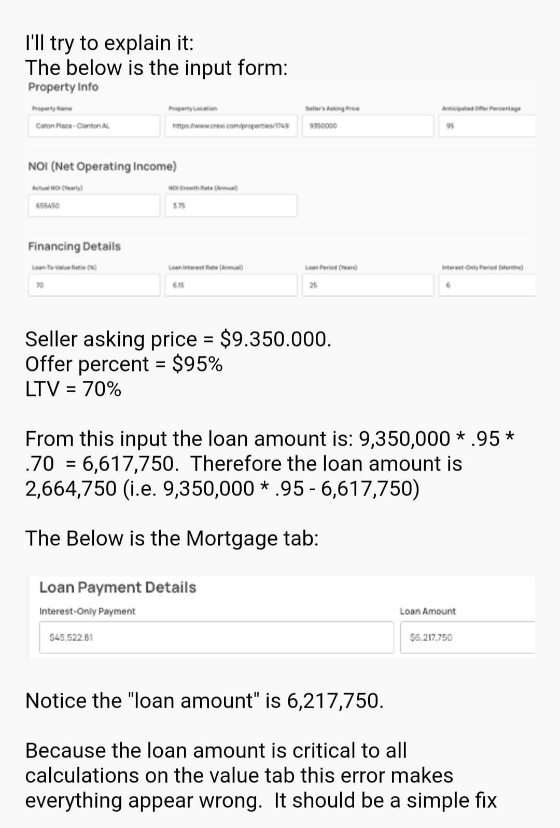 I'll try to explain it:
The below is the input form:
Property Info
Property Name Property Location Seller's Asking Price Anticipated Offer Percentage
Caton Plaza - Clanton AL https://www.crexi.com/properties/1749 9350000 95
NOI (Net Operating Income)
Actual NOI (Yearly) NOI Growth Rate (Annual)
655450 3.75
Financing Details
Loan-To-Value Ratio (%) Loan Interest Rate (Annual) Loan Period (Years) Interest-Only Period (Months)
70 6.15 25 6
Seller asking price = $9.350.000.
Offer percent = $95%
LTV = 70%
From this input the loan amount is: 9,350,000 * .95 *
.70  = 6,617,750.  Therefore the loan amount is
2,664,750 (i.e. 9,350,000 * .95 - 6,617,750)
The Below is the Mortgage tab:
Loan Payment Details
Interest-Only Payment Loan Amount
$45,522.81 $6,217,750
Notice the "loan amount" is 6,217,750.
Because the loan amount is critical to all
calculations on the value tab this error makes
everything appear wrong.  It should be a simple fix